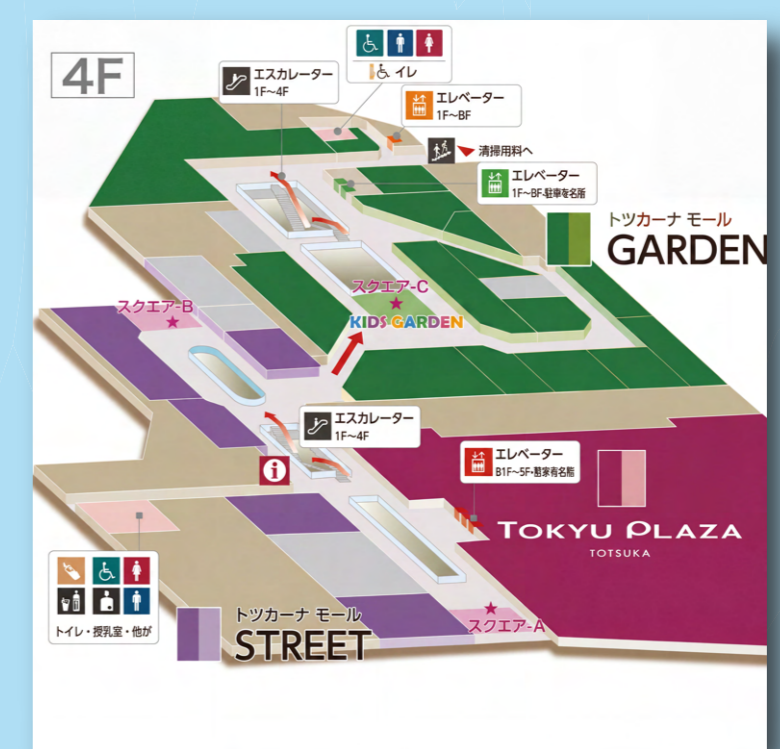 4F
エスカレーター
1F〜4F
イレ
エレベーター
1F〜BF
清掃用料へ
エレベーター
1F〜BF・駐車を名所
トツカーナ モール
GARDEN
スクエア-C
KIDS GARDEN
スクエア-B
エスカレーター
1F〜4F
i
エレベーター
B1F〜5F・
TOKYU PLAZA
TOTSUKA
トイレ・授乳室・他が
トツカーナ モール
STREET
スクエア-A